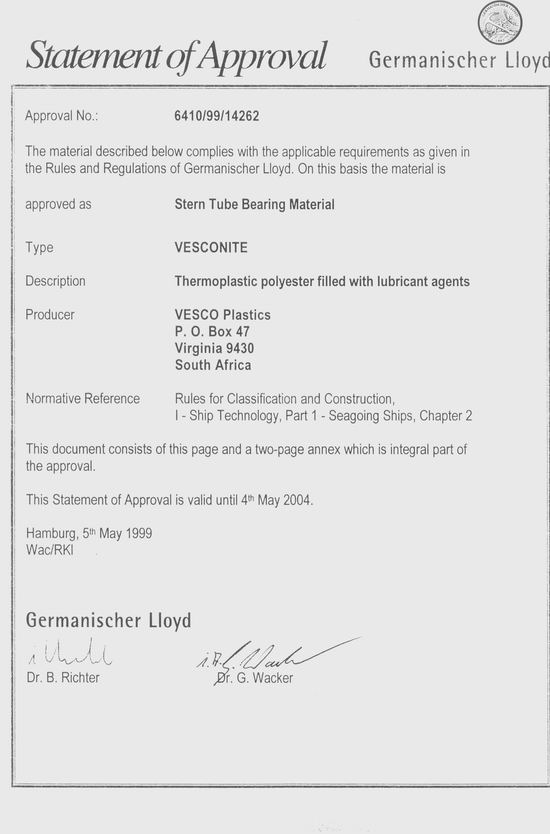 Statement of Approval
Germanischer Lloyd
Approval No.: 6410/99/14262
The material described below complies with the applicable requirements as given in
the Rules and Regulations of Germanischer Lloyd. On this basis the material is
approved as Stern Tube Bearing Material
Type VESCONITE
Description Thermoplastic polyester filled with lubricant agents
Producer VESCO Plastics
P. O. Box 47
Virginia 9430
South Africa
Normative Reference Rules for Classification and Construction,
I - Ship Technology, Part 1 - Seagoing Ships, Chapter 2
This document consists of this page and a two-page annex which is integral part of
the approval.
This Statement of Approval is valid until 4th May 2004.
Hamburg, 5th May 1999
Wac/RKl
Germanischer Lloyd
Dr. B. Richter
Dr. G. Wacker